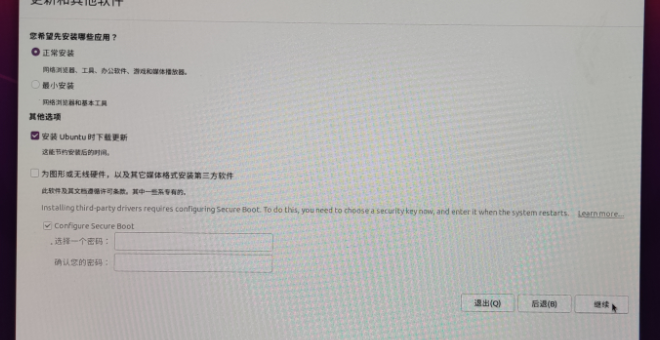 更新和其他软件
您希望先安装哪些应用？
正常安装
网络浏览器、工具、办公软件、游戏和媒体播放器。
最小安装
网络浏览器和基本工具
其他选项
安装 Ubuntu 时下载更新
这能节约安装后的时间。
为图形或无线硬件，以及其它媒体格式安装第三方软件
此软件及其文档遵循许可条款。其中一些是专有的。
Installing third-party drivers requires configuring Secure Boot. To do this, you need to choose a security key now, and enter it when the system restarts. Learn more...
Configure Secure Boot
选择一个密码：
确认您的密码：
退出(Q) 后退(B) 继续